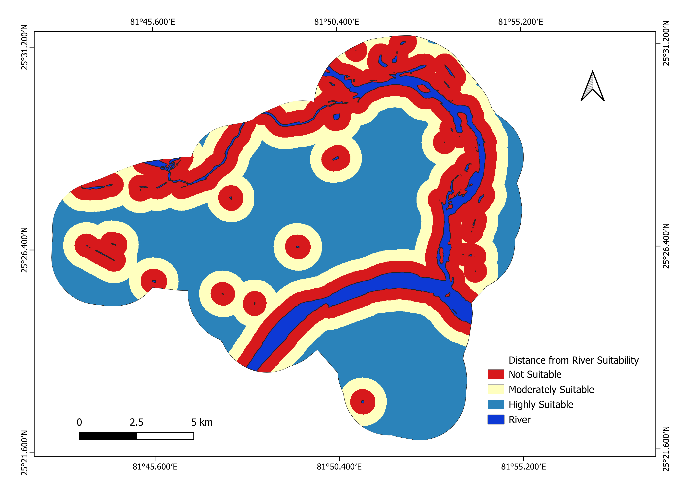 81°45.600'E 81°50.400'E 81°55.200'E
25°31.200'N 25°31.200'N
25°26.400'N 25°26.400'N
Distance from River Suitability
Not Suitable
Moderately Suitable
Highly Suitable
River
0 2.5 5 km
25°21.600'N 25°21.600'N
81°45.600'E 81°50.400'E 81°55.200'E